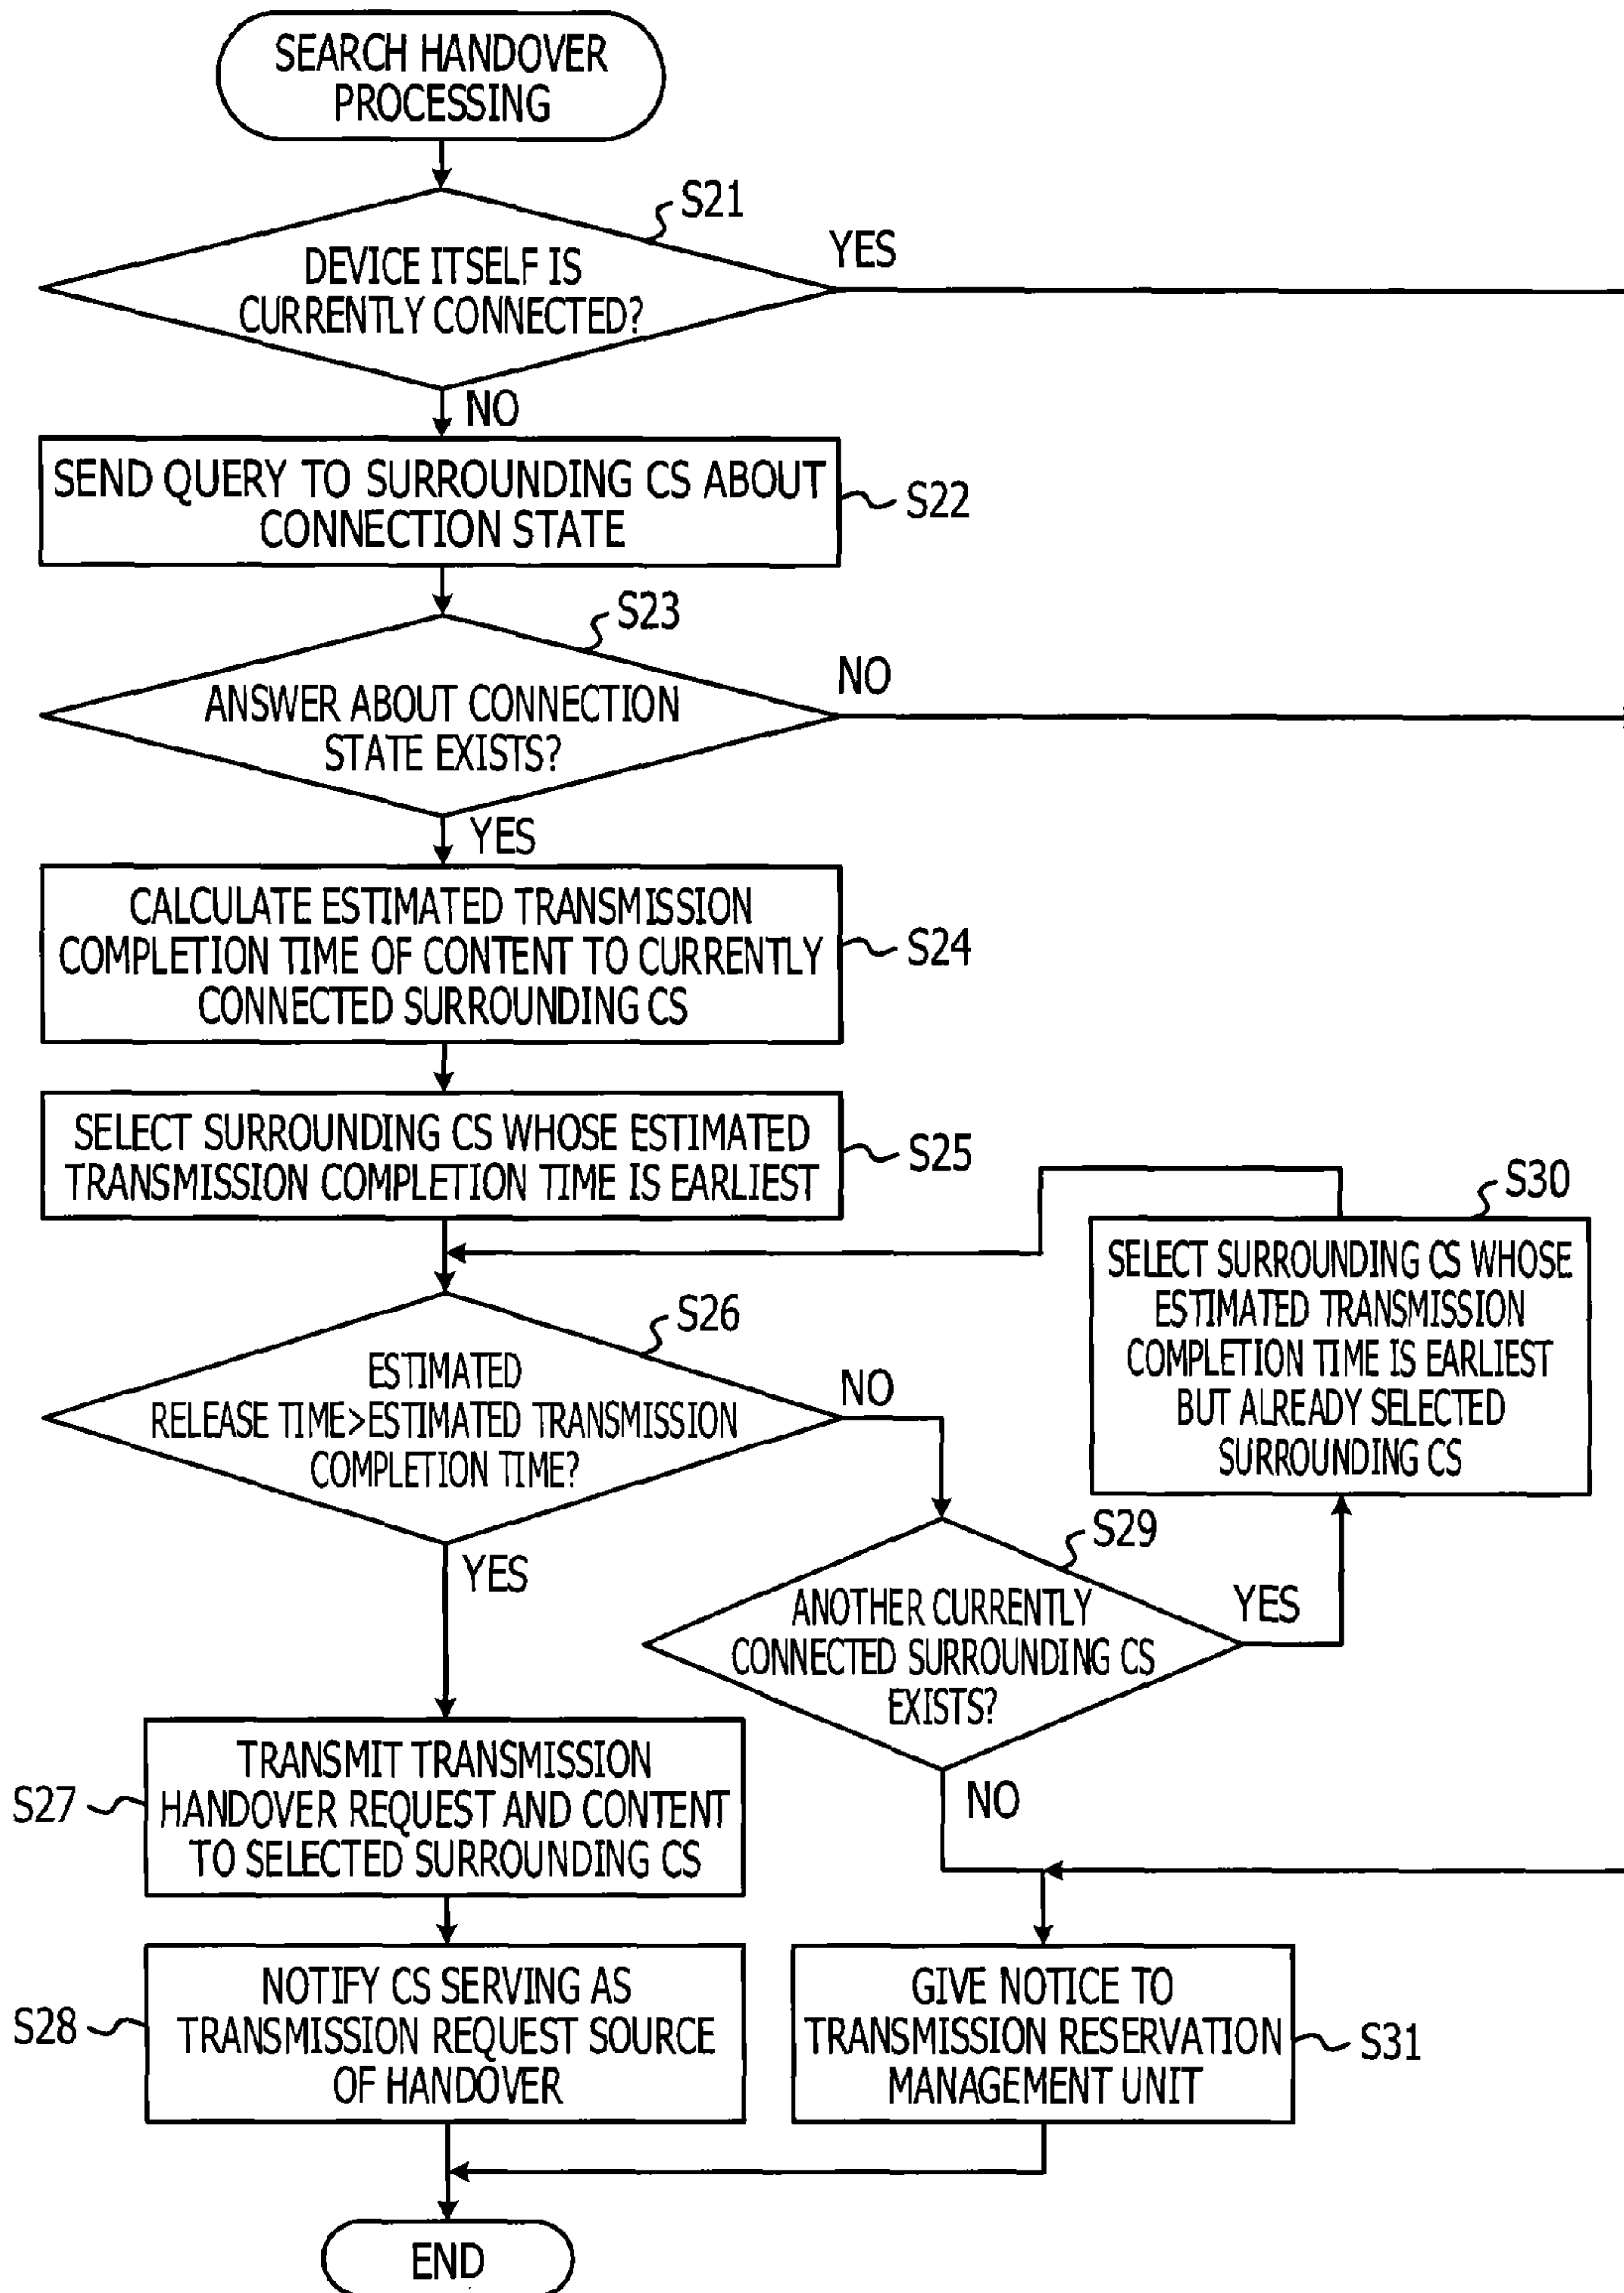 SEARCH HANDOVER
PROCESSING
S21
DEVICE ITSELF IS
CURRENTLY CONNECTED?
YES
NO
SEND QUERY TO SURROUNDING CS ABOUT
CONNECTION STATE
S22
S23
ANSWER ABOUT CONNECTION
STATE EXISTS?
NO
YES
CALCULATE ESTIMATED TRANSMISSION
COMPLETION TIME OF CONTENT TO CURRENTLY
CONNECTED SURROUNDING CS
S24
SELECT SURROUNDING CS WHOSE ESTIMATED
TRANSMISSION COMPLETION TIME IS EARLIEST
S25
S26
ESTIMATED
RELEASE TIME>ESTIMATED TRANSMISSION
COMPLETION TIME?
NO
YES
S30
SELECT SURROUNDING CS WHOSE
ESTIMATED TRANSMISSION
COMPLETION TIME IS EARLIEST
BUT ALREADY SELECTED
SURROUNDING CS
S29
ANOTHER CURRENTLY
CONNECTED SURROUNDING CS
EXISTS?
YES
NO
S27
TRANSMIT TRANSMISSION
HANDOVER REQUEST AND CONTENT
TO SELECTED SURROUNDING CS
S28
NOTIFY CS SERVING AS
TRANSMISSION REQUEST SOURCE
OF HANDOVER
GIVE NOTICE TO
TRANSMISSION RESERVATION
MANAGEMENT UNIT
S31
END